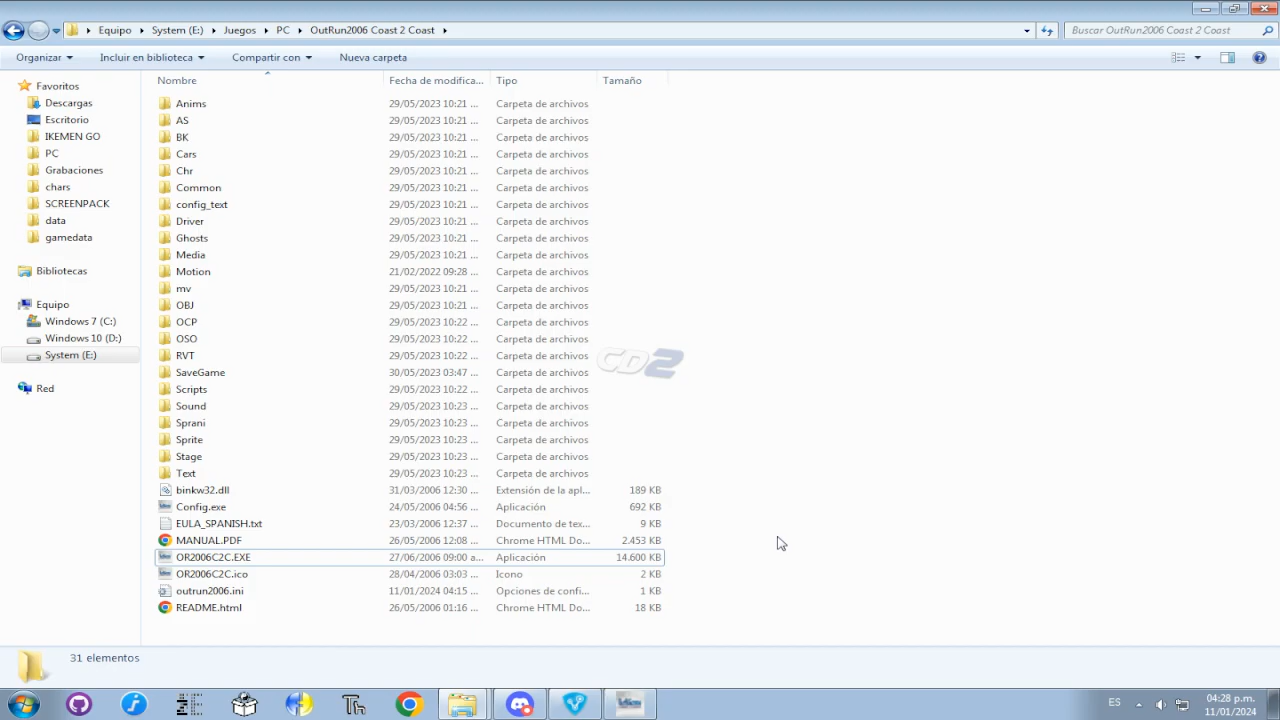 Equipo System (E:) Juegos PC OutRun2006 Coast 2 Coast Buscar OutRun2006 Coast 2 Coast
Organizar Incluir en biblioteca Compartir con Nueva carpeta
Favoritos
Descargas
Escritorio
IKEMEN GO
PC
Grabaciones
chars
SCREENPACK
data
gamedata
Bibliotecas
Equipo
Windows 7 (C:)
Windows 10 (D:)
System (E:)
Red
Nombre Fecha de modifica... Tipo Tamaño
Anims 29/05/2023 10:21 ... Carpeta de archivos
AS 29/05/2023 10:21 ... Carpeta de archivos
BK 29/05/2023 10:21 ... Carpeta de archivos
Cars 29/05/2023 10:21 ... Carpeta de archivos
Chr 29/05/2023 10:21 ... Carpeta de archivos
Common 29/05/2023 10:21 ... Carpeta de archivos
config_text 29/05/2023 10:21 ... Carpeta de archivos
Driver 29/05/2023 10:21 ... Carpeta de archivos
Ghosts 29/05/2023 10:21 ... Carpeta de archivos
Media 29/05/2023 10:21 ... Carpeta de archivos
Motion 21/02/2022 09:28 ... Carpeta de archivos
mv 29/05/2023 10:21 ... Carpeta de archivos
OBJ 29/05/2023 10:21 ... Carpeta de archivos
OCP 29/05/2023 10:22 ... Carpeta de archivos
OSO 29/05/2023 10:22 ... Carpeta de archivos
RVT 29/05/2023 10:22 ... Carpeta de archivos
SaveGame 30/05/2023 03:47 ... Carpeta de archivos
Scripts 29/05/2023 10:22 ... Carpeta de archivos
Sound 29/05/2023 10:23 ... Carpeta de archivos
Sprani 29/05/2023 10:23 ... Carpeta de archivos
Sprite 29/05/2023 10:23 ... Carpeta de archivos
Stage 29/05/2023 10:23 ... Carpeta de archivos
Text 29/05/2023 10:23 ... Carpeta de archivos
binkw32.dll 31/03/2006 12:30 ... Extensión de la apl... 189 KB
Config.exe 24/05/2006 04:56 ... Aplicación 692 KB
EULA_SPANISH.txt 23/03/2006 12:37 ... Documento de tex... 9 KB
MANUAL.PDF 26/05/2006 12:08 ... Chrome HTML Do... 2.453 KB
OR2006C2C.EXE 27/06/2006 09:00 a... Aplicación 14.600 KB
OR2006C2C.ico 28/04/2006 03:03 ... Icono 2 KB
outrun2006.ini 11/01/2024 04:15 ... Opciones de confi... 1 KB
README.html 26/05/2006 01:16 ... Chrome HTML Do... 18 KB
CD2
31 elementos
Th
ES
04:28 p.m.
11/01/2024